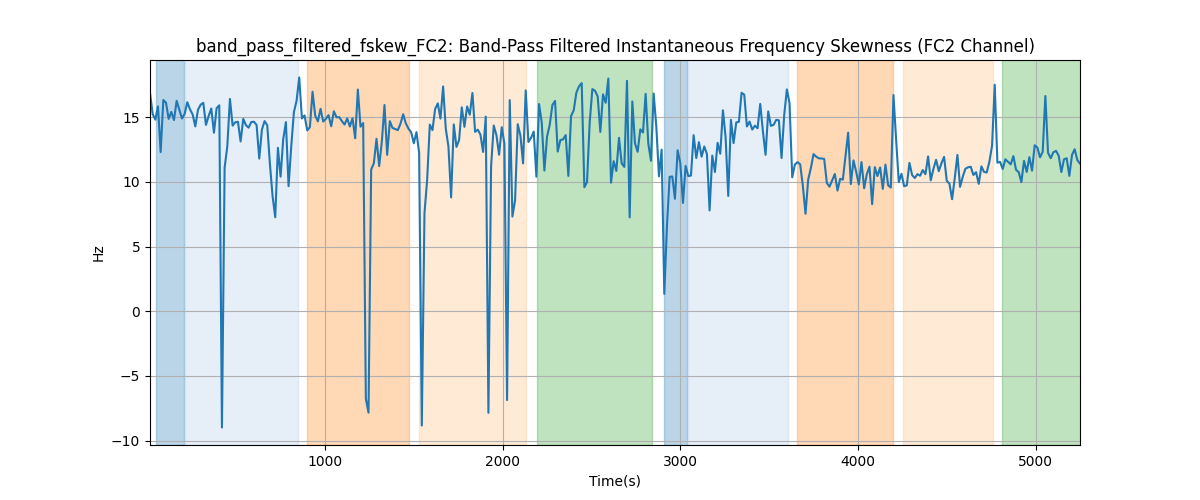 band_pass_filtered_fskew_FC2: Band-Pass Filtered Instantaneous Frequency Skewness (FC2 Channel)
15
10
5
0
−5
−10
Hz
1000 2000 3000 4000 5000
Time(s)